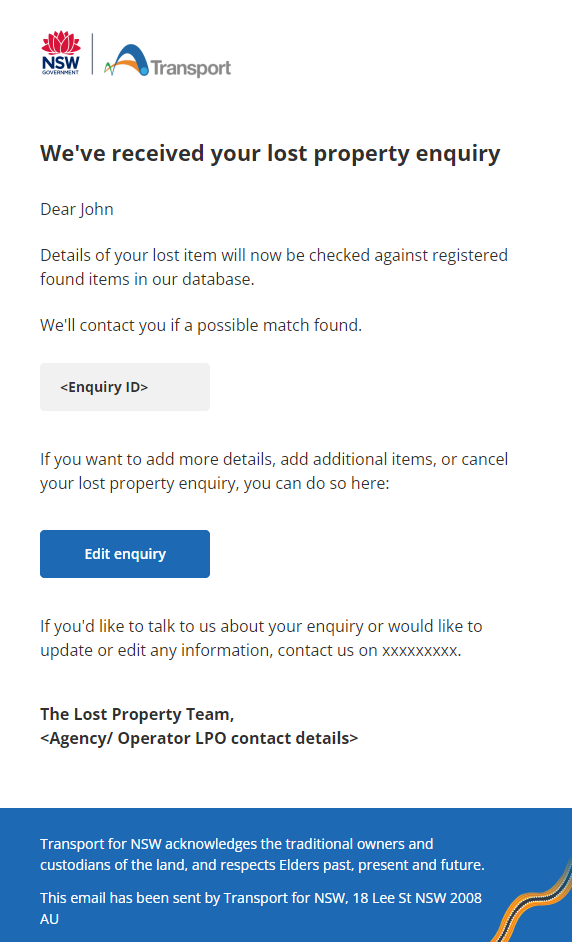 NSW
GOVERNMENT
Transport
We've received your lost property enquiry
Dear John
Details of your lost item will now be checked against registered
found items in our database.
We'll contact you if a possible match found.
<Enquiry ID>
If you want to add more details, add additional items, or cancel
your lost property enquiry, you can do so here:
Edit enquiry
If you'd like to talk to us about your enquiry or would like to
update or edit any information, contact us on xxxxxxxxx.
The Lost Property Team,
<Agency/ Operator LPO contact details>
Transport for NSW acknowledges the traditional owners and
custodians of the land, and respects Elders past, present and future.
This email has been sent by Transport for NSW, 18 Lee St NSW 2008
AU